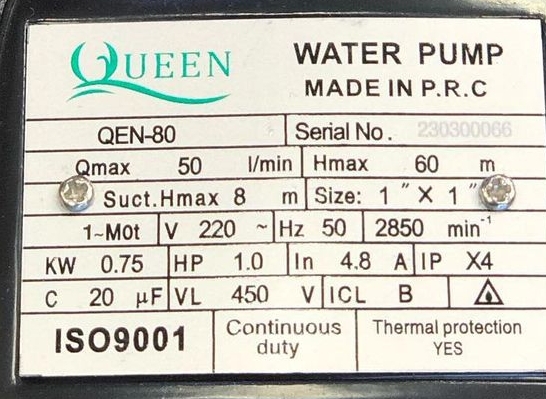 QUEEN
WATER PUMP
MADE IN P.R.C
QEN-80 Serial No. 230300066
Qmax 50 l/min Hmax 60 m
Suct.Hmax 8 m Size: 1" X 1"
1~Mot V 220 ~ Hz 50 2850 min⁻¹
KW 0.75 HP 1.0 In 4.8 A IP X4
C 20 µF VL 450 V ICL B
ISO9001
Continuous
duty
Thermal protection
YES